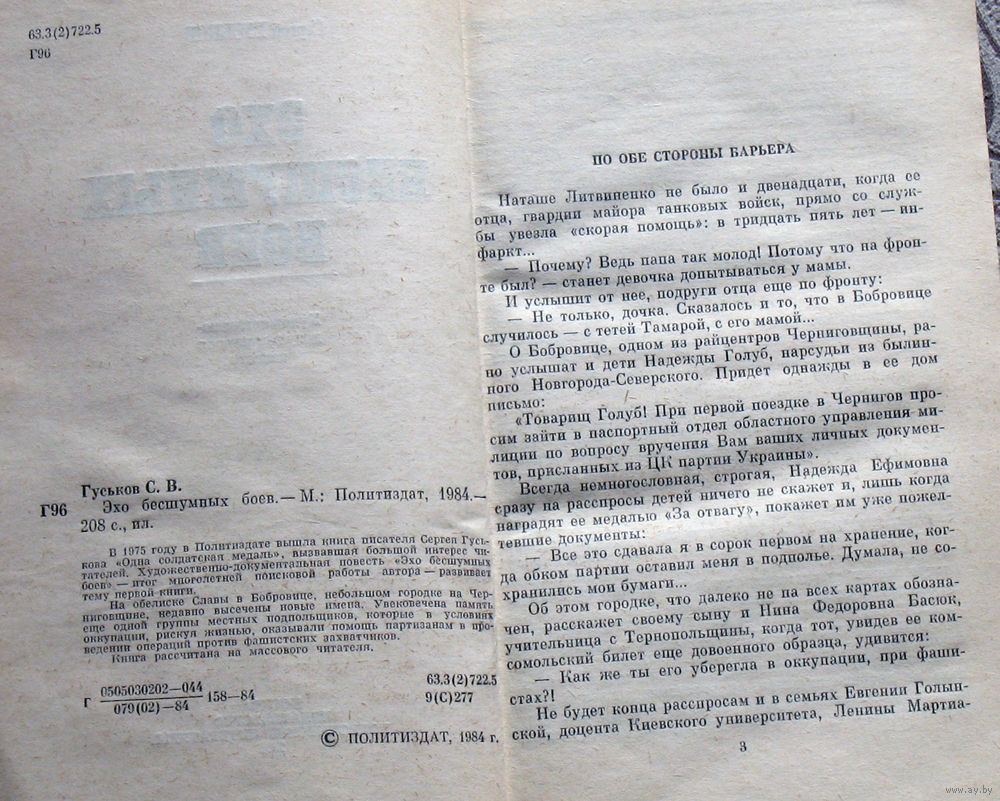 63.3(2)722.5
Г96
Гуськов С. В.
Г96 Эхо бесшумных боев.— М.: Политиздат, 1984.—
208 с., ил.
В 1975 году в Политиздате вышла книга писателя Сергея Гусь-
кова «Одна солдатская медаль», вызвавшая большой интерес чи-
тателей. Художественно-документальная повесть «Эхо бесшумных
боев» — итог многолетней поисковой работы автора — развивает
тему первой книги.
На обелиске Славы в Бобровице, небольшом городке на Чер-
ниговщине, недавно высечены новые имена. Увековечена память
еще одной группы местных подпольщиков, которые в условиях
оккупации, рискуя жизнью, оказывали помощь партизанам в про-
ведении операций против фашистских захватчиков.
Книга рассчитана на массового читателя.
Г 0505030202—044
079(02)—84
158—84
63.3(2)722.5
9(С)277
© ПОЛИТИЗДАТ, 1984 г.
ПО ОБЕ СТОРОНЫ БАРЬЕРА
Наташе Литвиненко не было и двенадцати, когда ее
отца, гвардии майора танковых войск, прямо со служ-
бы увезла «скорая помощь»: в тридцать пять лет — ин-
фаркт...
— Почему? Ведь папа так молод! Потому что на фрон-
те был? — станет девочка допытываться у мамы.
И услышит от нее, подруги отца еще по фронту:
— Не только, дочка. Сказалось и то, что в Бобровице
случилось — с тетей Тамарой, с его мамой...
О Бобровице, одном из райцентров Черниговщины, ра-
но услышат и дети Надежды Голуб, нарсудьи из былин-
ного Новгорода-Северского. Придет однажды в ее дом
письмо:
«Товарищ Голуб! При первой поездке в Чернигов про-
сим зайти в паспортный отдел областного управления ми-
лиции по вопросу вручения Вам ваших личных докумен-
тов, присланных из ЦК партии Украины».
Всегда немногословная, строгая, Надежда Ефимовна
сразу на расспросы детей ничего не скажет и, лишь когда
наградят ее медалью «За отвагу», покажет им уже пожел-
тевшие документы:
— Все это сдавала я в сорок первом на хранение, ког-
да обком партии оставил меня в подполье. Думала, не со-
хранились мои бумаги...
Об этом городке, что далеко не на всех картах обозна-
чен, расскажет своему сыну и Нина Федоровна Басюк,
учительница с Тернопольщины, когда тот, увидев ее ком-
сомольский билет еще довоенного образца, удивится:
— Как же ты его уберегла в оккупации, при фаши-
стах?!
Не будет конца расспросам и в семьях Евгении Голын-
ской, доцента Киевского университета, Ленины Мартиа-
3
www.ay.by